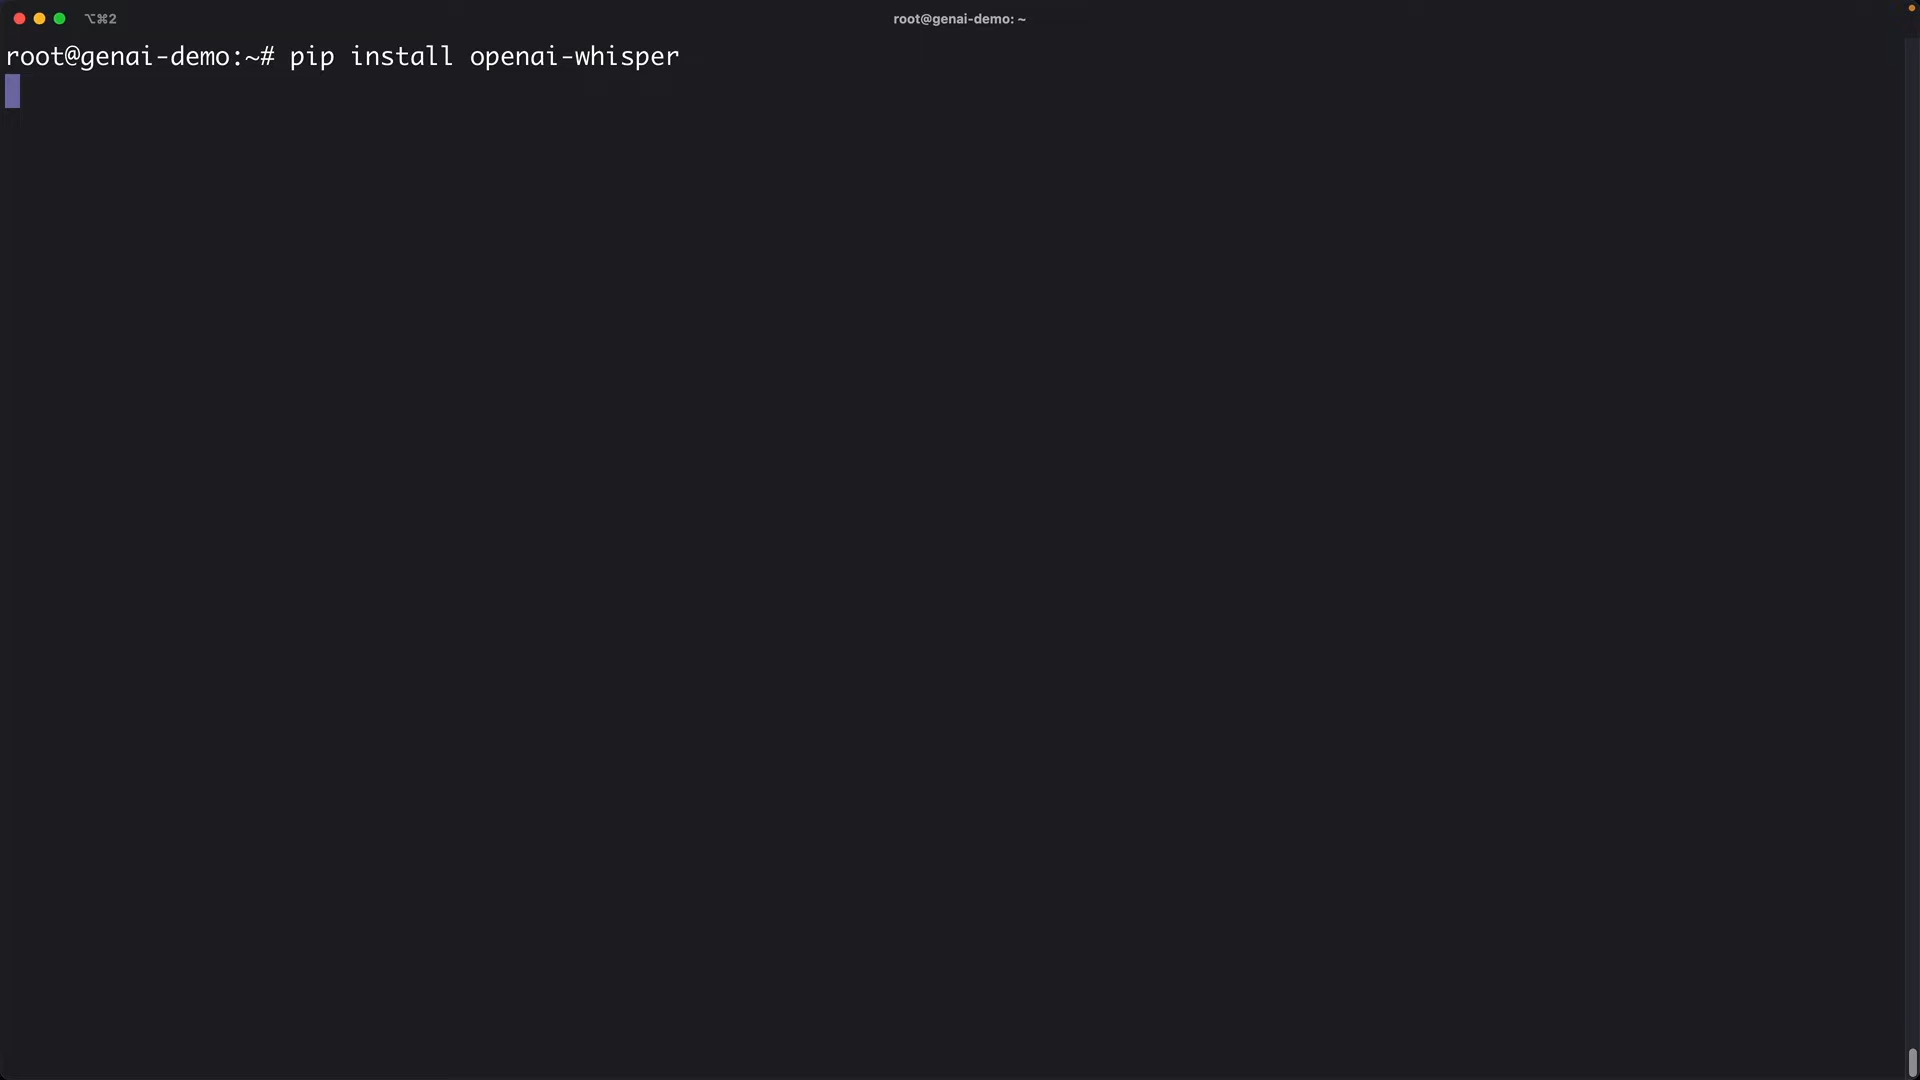 ⌥⌘2
root@genai-demo: ~
root@genai-demo:~# pip install openai-whisper